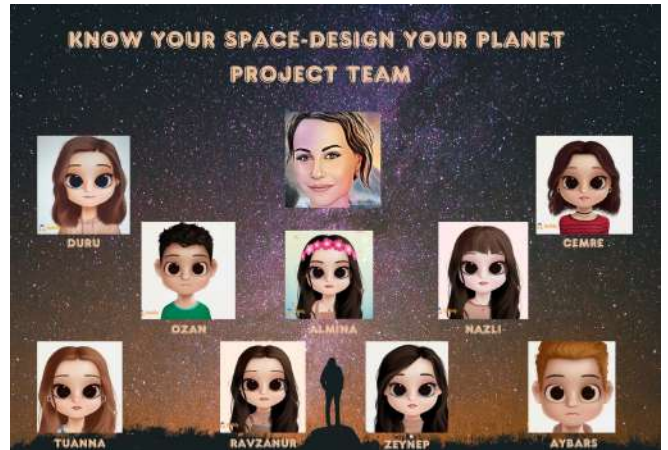 KNOW YOUR SPACE-DESIGN YOUR PLANET
PROJECT TEAM
DURU
CEMRE
OZAN
ALMINA
NAZLI
TUANNA
RAVZANUR
ZEYNEP
AYBARS